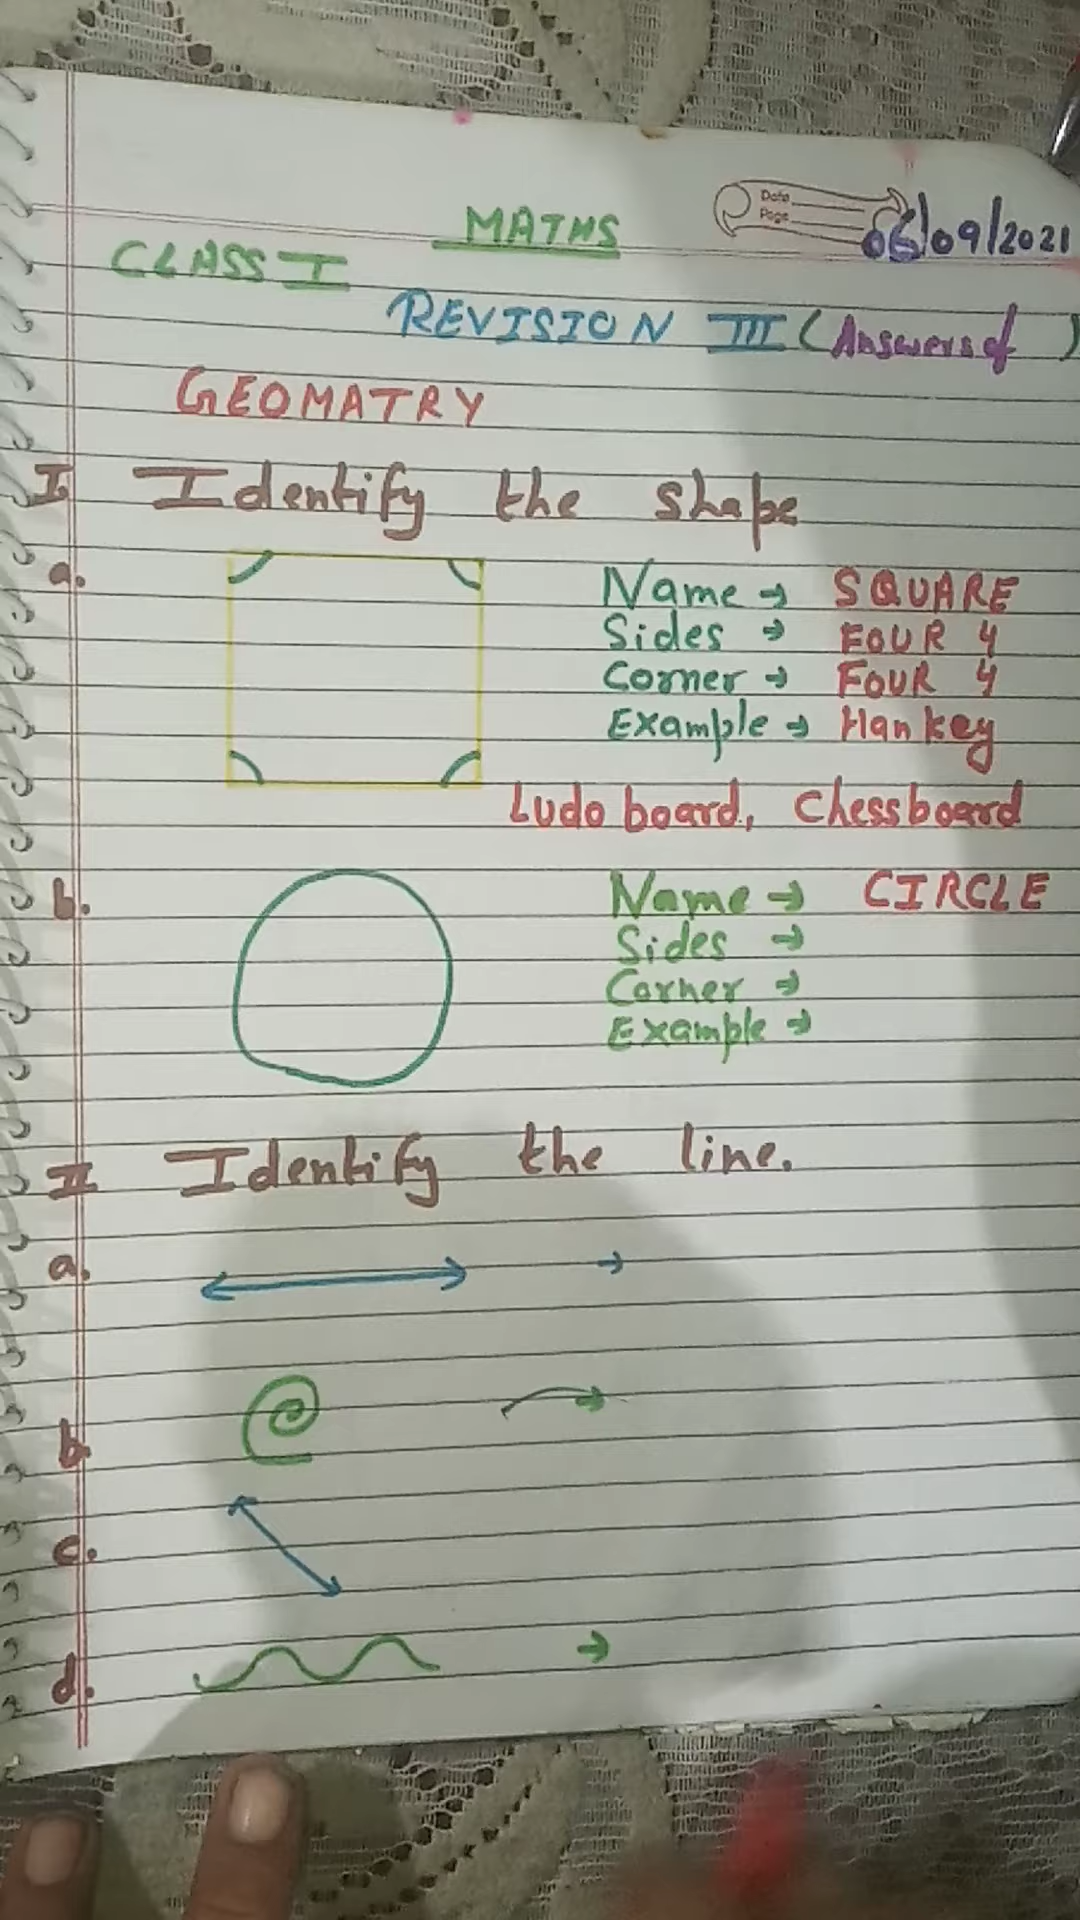 Date
Page
06/09/2021
MATHS
CLASS I
REVISION III (Answers of )
GEOMATRY
I. Identify the shape
a.
Name → SQUARE
Sides → FOUR 4
Corner → FOUR 4
Example → Hankey
Ludo board, Chessboard
b.
Name → CIRCLE
Sides →
Corner →
Example →
II Identify the line.
a. →
b. →
c.
d. →